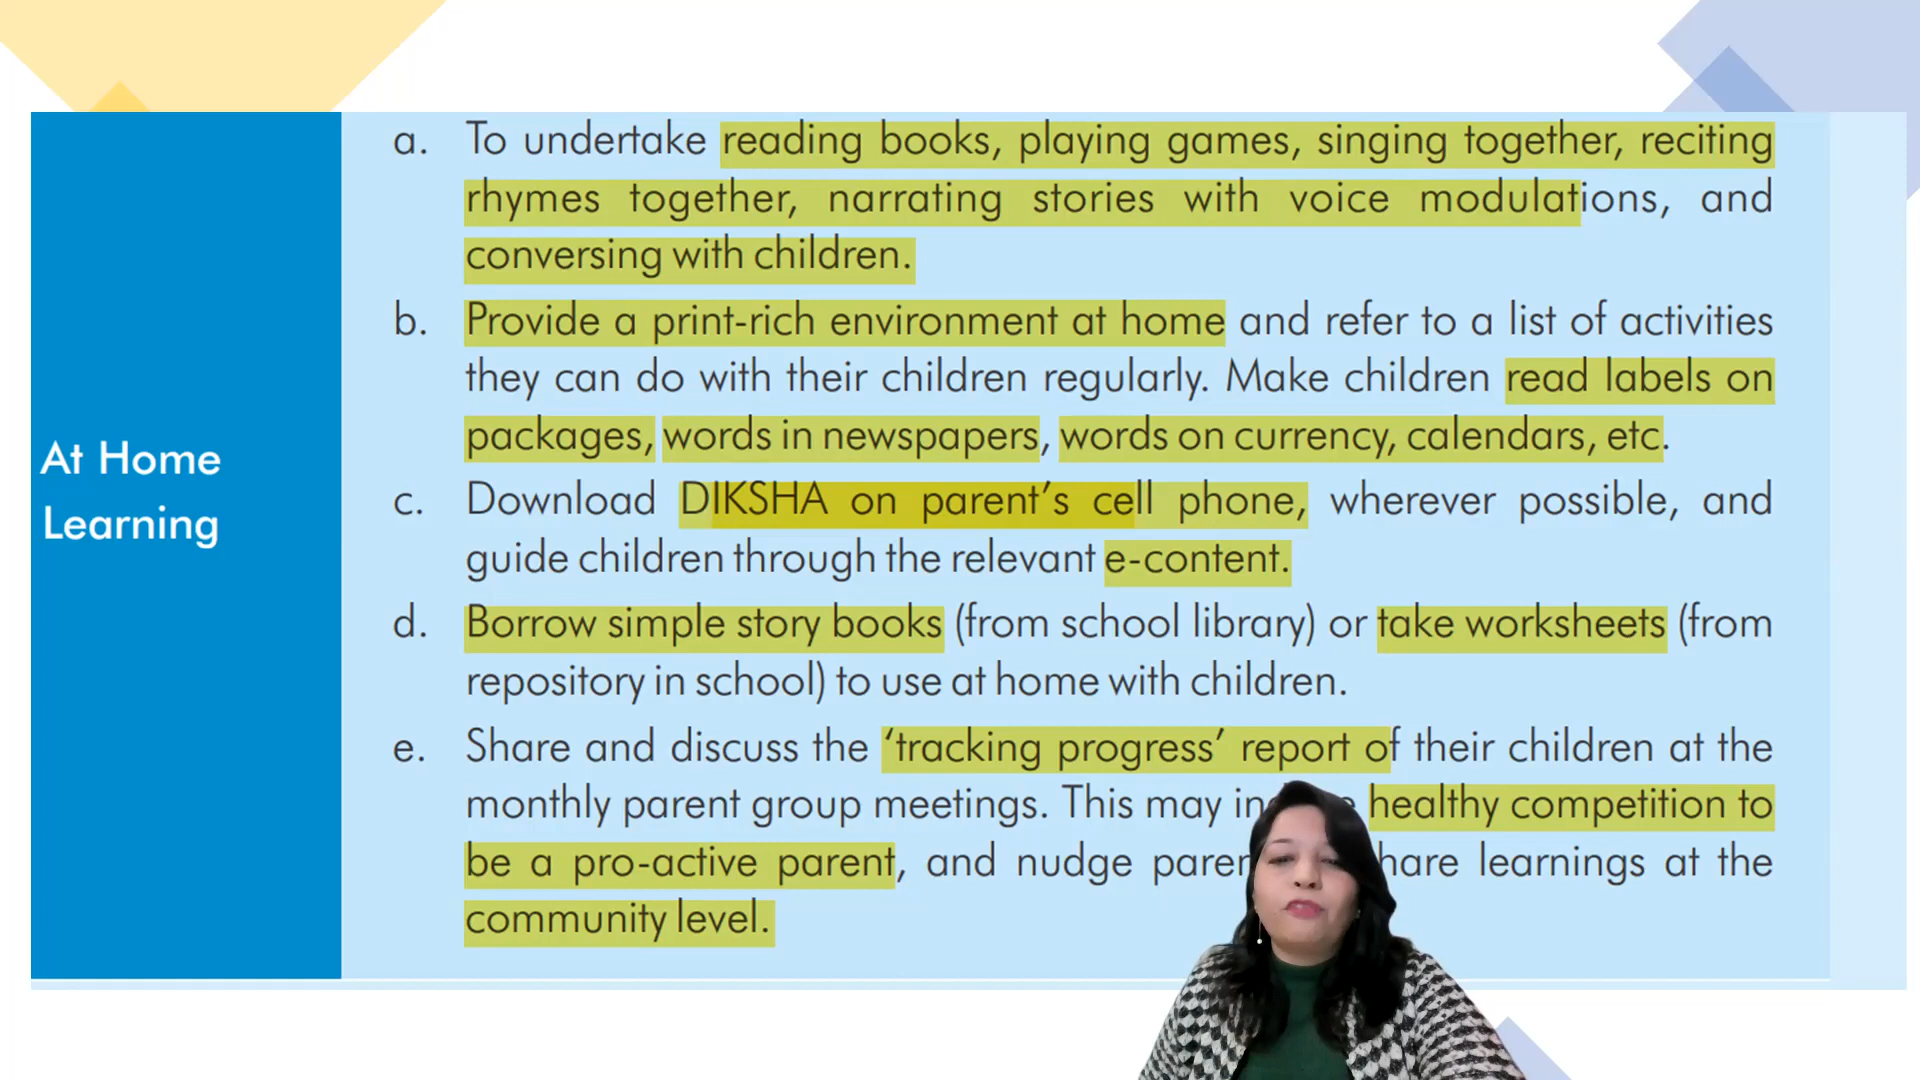 At Home
Learning
a. To undertake reading books, playing games, singing together, reciting
rhymes together, narrating stories with voice modulations, and
conversing with children.
b. Provide a print-rich environment at home and refer to a list of activities
they can do with their children regularly. Make children read labels on
packages, words in newspapers, words on currency, calendars, etc.
c. Download DIKSHA on parent's cell phone, wherever possible, and
guide children through the relevant e-content.
d. Borrow simple story books (from school library) or take worksheets (from
repository in school) to use at home with children.
e. Share and discuss the 'tracking progress' report of their children at the
monthly parent group meetings. This may healthy competition to
be a pro-active parent, and nudge learnings at the
community level.